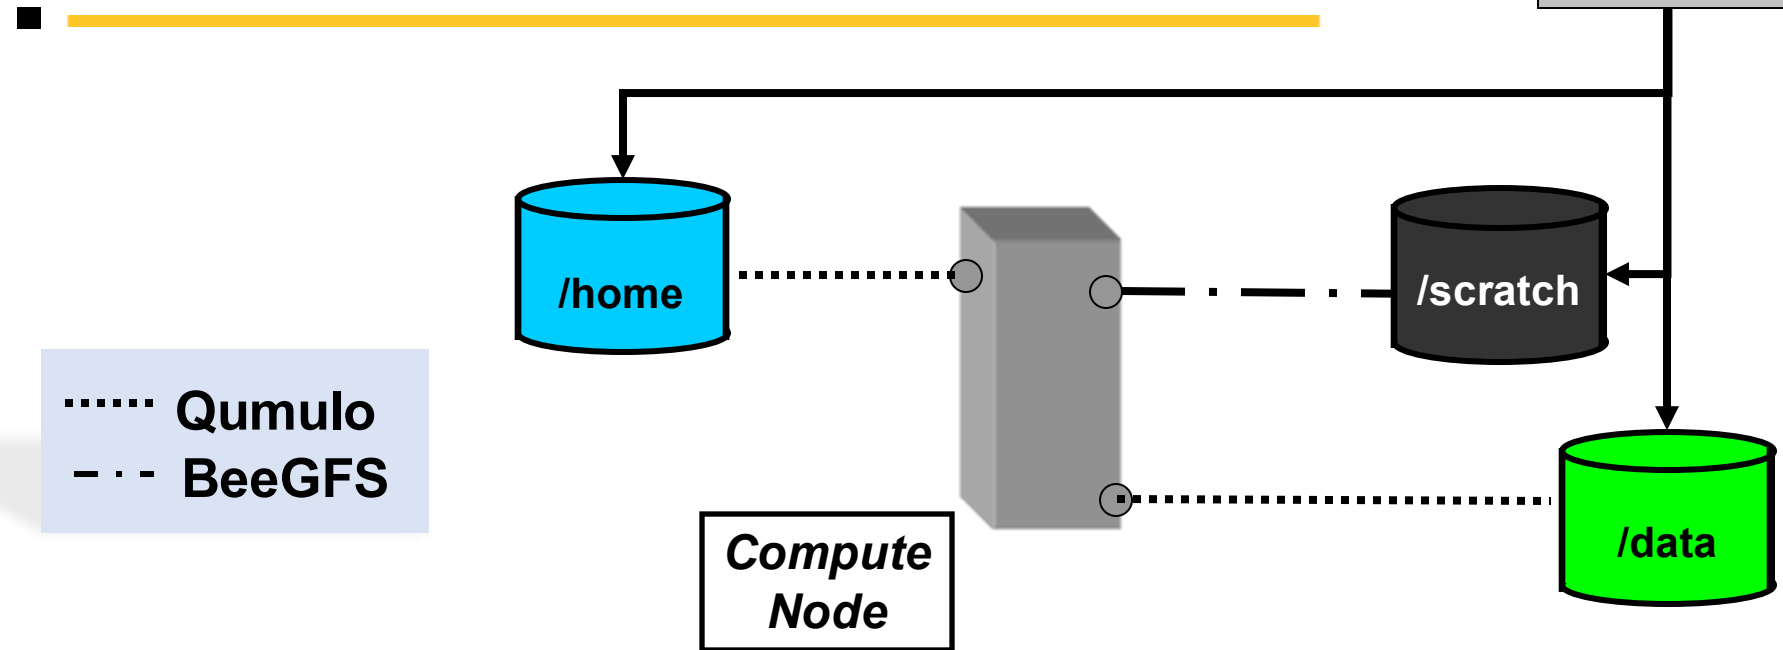 /home
/scratch
Qumulo
BeeGFS
/data
Compute
Node